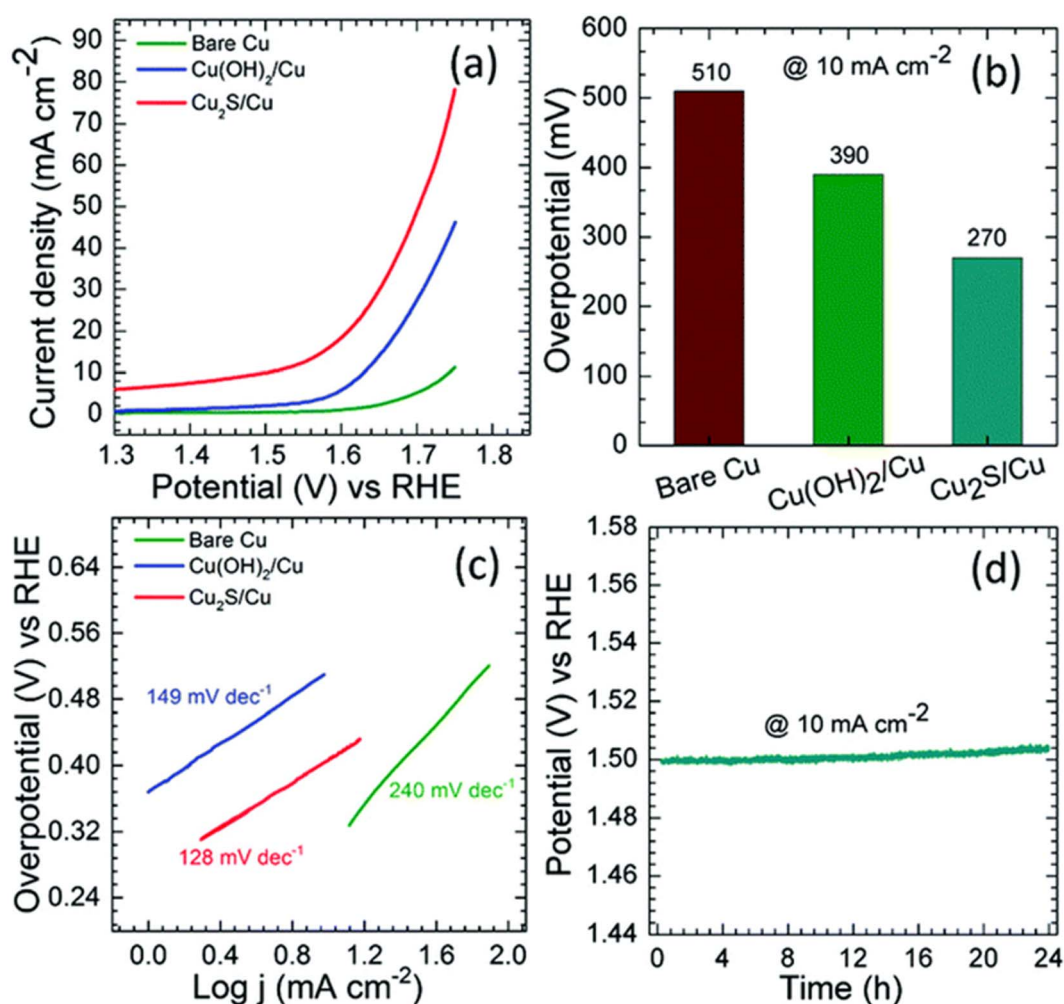 (a)
Bare Cu
Cu(OH)2/Cu
Cu2S/Cu
Current density (mA cm-2)
90
80
70
60
50
40
30
20
10
0
1.3 1.4 1.5 1.6 1.7 1.8
Potential (V) vs RHE
(b)
@ 10 mA cm-2
Overpotential (mV)
600
500
400
300
200
100
0
510
390
270
Bare Cu
Cu(OH)2/Cu
Cu2S/Cu
(c)
Bare Cu
Cu(OH)2/Cu
Cu2S/Cu
Overpotential (V) vs RHE
0.64
0.56
0.48
0.40
0.32
0.24
149 mV dec-1
128 mV dec-1
240 mV dec-1
0.0 0.4 0.8 1.2 1.6 2.0
Log j (mA cm-2)
(d)
Potential (V) vs RHE
1.58
1.56
1.54
1.52
1.50
1.48
1.46
1.44
@ 10 mA cm-2
0 4 8 12 16 20 24
Time (h)